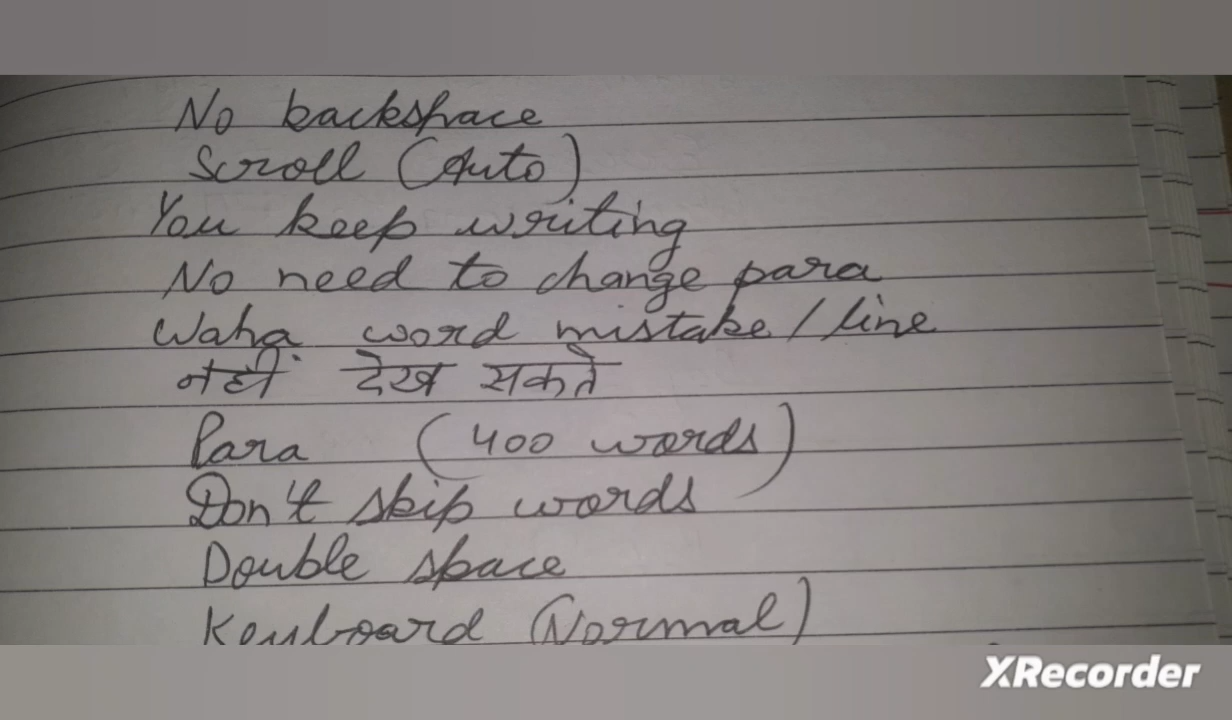 No backspace
Scroll (Auto)
You keep writing
No need to change para
Waha word mistake / line
नहीं देख सकते
Para (400 words)
Don't skip words
Double space
Keyboard (Normal)
XRecorder